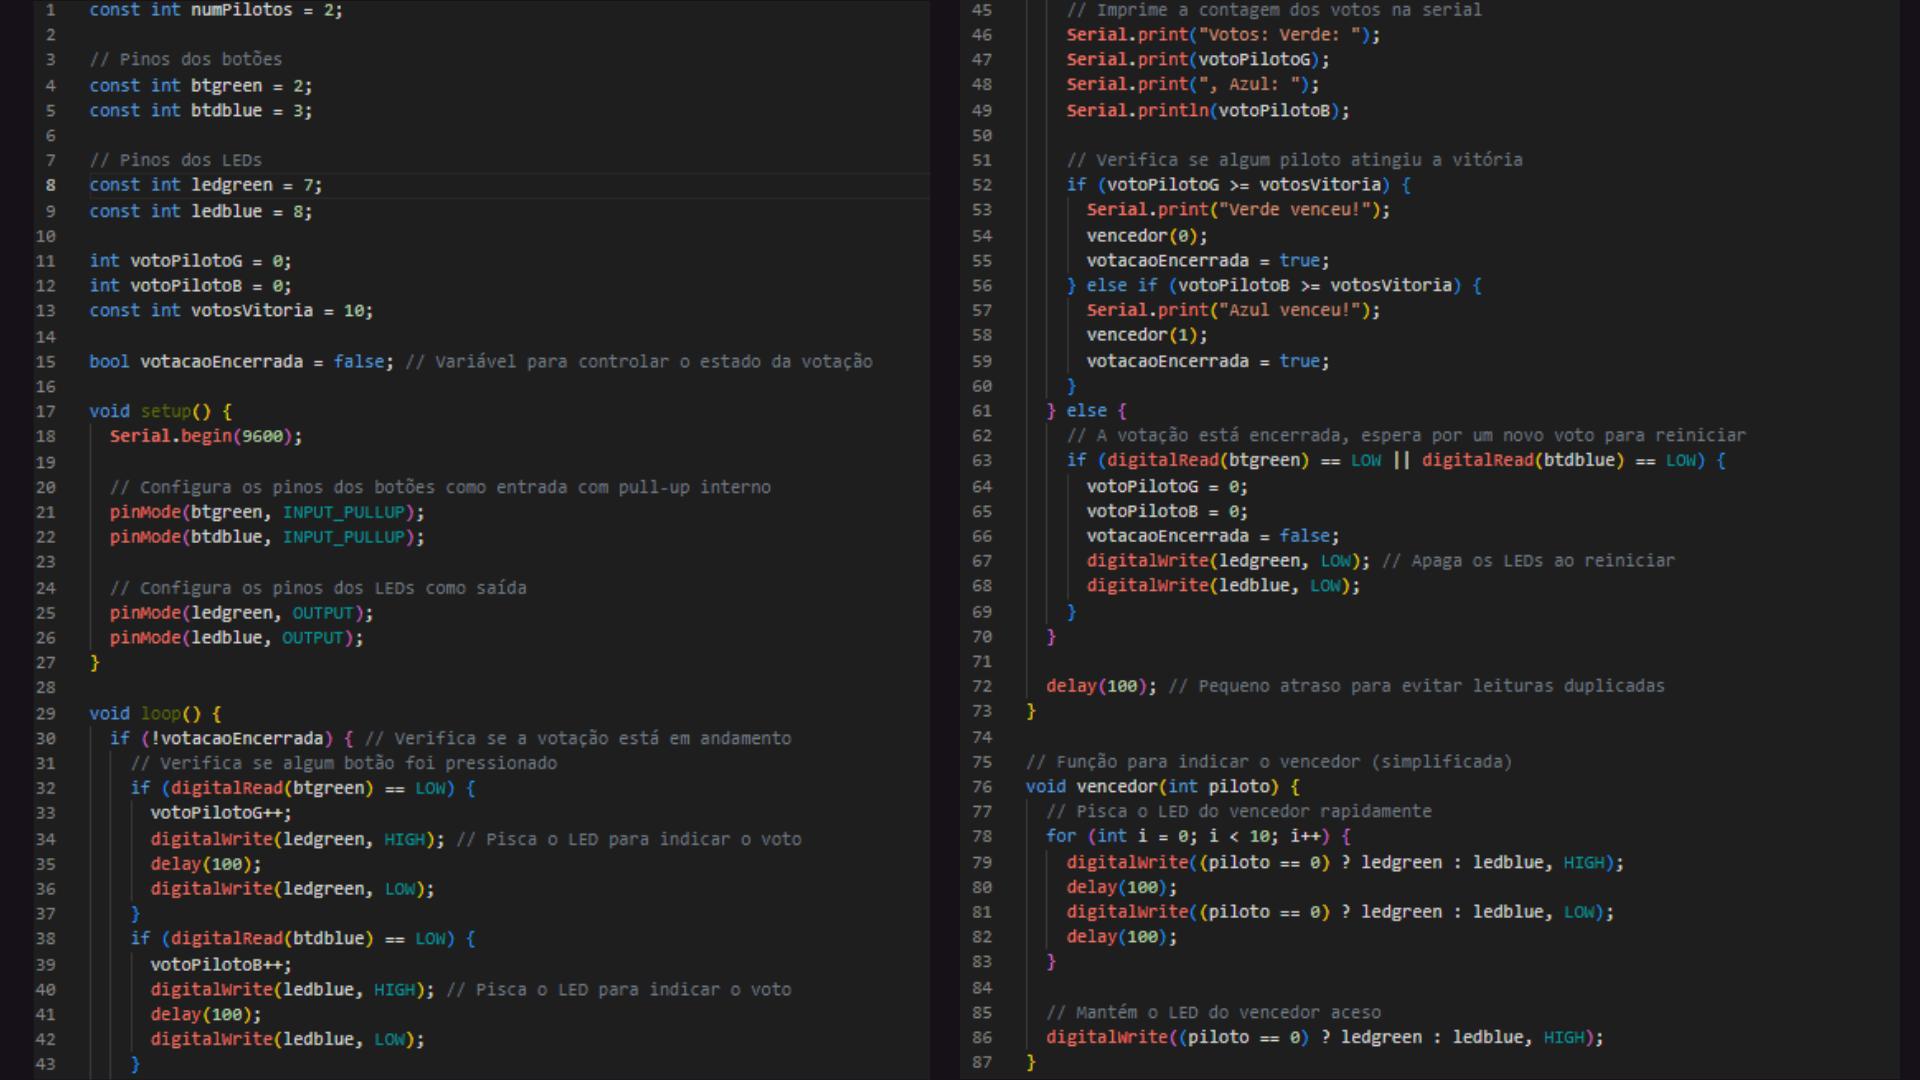 1 const int numPilotos = 2;
2
3 // Pinos dos botões
4 const int btgreen = 2;
5 const int btdblue = 3;
6
7 // Pinos dos LEDs
8 const int ledgreen = 7;
9 const int ledblue = 8;
10
11 int votoPilotoG = 0;
12 int votoPilotoB = 0;
13 const int votosVitoria = 10;
14
15 bool votacaoEncerrada = false; // Variável para controlar o estado da votação
16
17 void setup() {
18 Serial.begin(9600);
19
20 // Configura os pinos dos botões como entrada com pull-up interno
21 pinMode(btgreen, INPUT_PULLUP);
22 pinMode(btdblue, INPUT_PULLUP);
23
24 // Configura os pinos dos LEDs como saída
25 pinMode(ledgreen, OUTPUT);
26 pinMode(ledblue, OUTPUT);
27 }
28
29 void loop() {
30 if (!votacaoEncerrada) { // Verifica se a votação está em andamento
31 // Verifica se algum botão foi pressionado
32 if (digitalRead(btgreen) == LOW) {
33 votoPilotoG++;
34 digitalWrite(ledgreen, HIGH); // Pisca o LED para indicar o voto
35 delay(100);
36 digitalWrite(ledgreen, LOW);
37 }
38 if (digitalRead(btdblue) == LOW) {
39 votoPilotoB++;
40 digitalWrite(ledblue, HIGH); // Pisca o LED para indicar o voto
41 delay(100);
42 digitalWrite(ledblue, LOW);
43 }
45 // Imprime a contagem dos votos na serial
46 Serial.print("Votos: Verde: ");
47 Serial.print(votoPilotoG);
48 Serial.print(", Azul: ");
49 Serial.println(votoPilotoB);
50
51 // Verifica se algum piloto atingiu a vitória
52 if (votoPilotoG >= votosVitoria) {
53 Serial.print("Verde venceu!");
54 vencedor(0);
55 votacaoEncerrada = true;
56 } else if (votoPilotoB >= votosVitoria) {
57 Serial.print("Azul venceu!");
58 vencedor(1);
59 votacaoEncerrada = true;
60 }
61 } else {
62 // A votação está encerrada, espera por um novo voto para reiniciar
63 if (digitalRead(btgreen) == LOW || digitalRead(btdblue) == LOW) {
64 votoPilotoG = 0;
65 votoPilotoB = 0;
66 votacaoEncerrada = false;
67 digitalWrite(ledgreen, LOW); // Apaga os LEDs ao reiniciar
68 digitalWrite(ledblue, LOW);
69 }
70 }
71
72 delay(100); // Pequeno atraso para evitar leituras duplicadas
73 }
74
75 // Função para indicar o vencedor (simplificada)
76 void vencedor(int piloto) {
77 // Pisca o LED do vencedor rapidamente
78 for (int i = 0; i < 10; i++) {
79 digitalWrite((piloto == 0) ? ledgreen : ledblue, HIGH);
80 delay(100);
81 digitalWrite((piloto == 0) ? ledgreen : ledblue, LOW);
82 delay(100);
83 }
84
85 // Mantém o LED do vencedor aceso
86 digitalWrite((piloto == 0) ? ledgreen : ledblue, HIGH);
87 }